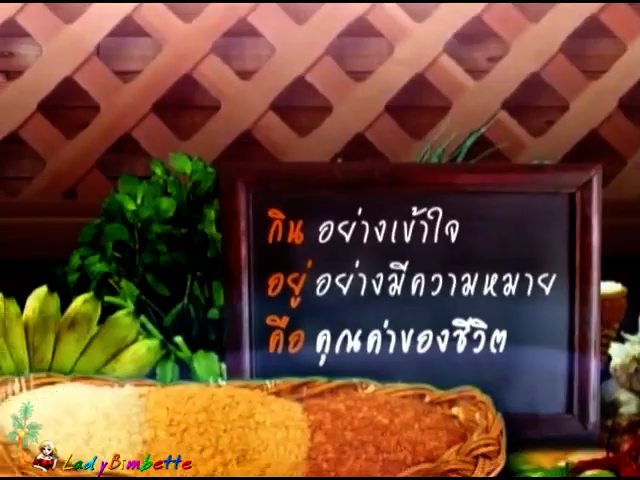 กิน อย่างเข้าใจ
อยู่ อย่างมีความหมาย
คือ คุณค่าของชีวิต
LadyBimbette